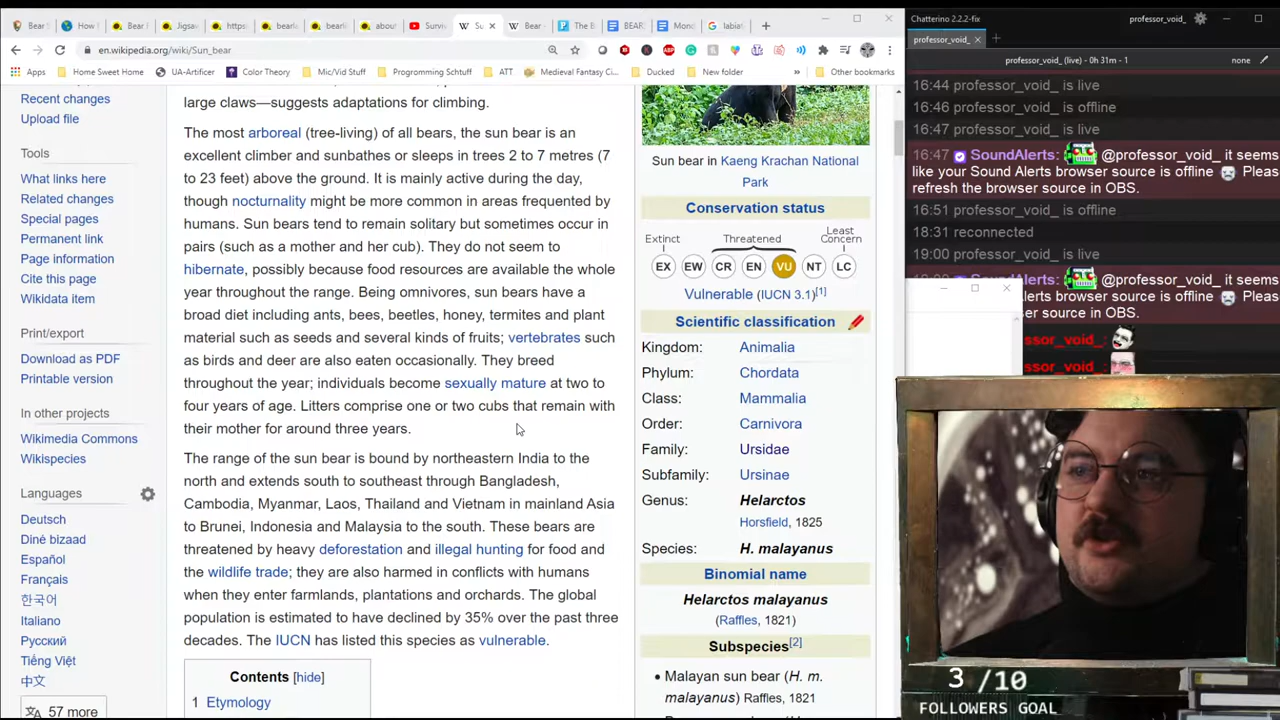 Bear
How I
Bear F
Jigsaw
https
bearla
bearla
about
Surviv
Su
Bear -
The B
BEAR
Mond
.labia
en.wikipedia.org/wiki/Sun_bear
Apps Home Sweet Home UA-Artificer Color Theory Mic/Vid Stuff Programming Schtuff ATT Medieval Fantasy Ci... Ducked New folder » Other bookmarks
Recent changes
Upload file
Tools
What links here
Related changes
Special pages
Permanent link
Page information
Cite this page
Wikidata item
Print/export
Download as PDF
Printable version
In other projects
Wikimedia Commons
Wikispecies
Languages
Deutsch
Diné bizaad
Español
Français
한국어
Italiano
Русский
Tiếng Việt
中文
57 more
large claws—suggests adaptations for climbing.
The most arboreal (tree-living) of all bears, the sun bear is an
excellent climber and sunbathes or sleeps in trees 2 to 7 metres (7
to 23 feet) above the ground. It is mainly active during the day,
though nocturnality might be more common in areas frequented by
humans. Sun bears tend to remain solitary but sometimes occur in
pairs (such as a mother and her cub). They do not seem to
hibernate, possibly because food resources are available the whole
year throughout the range. Being omnivores, sun bears have a
broad diet including ants, bees, beetles, honey, termites and plant
material such as seeds and several kinds of fruits; vertebrates such
as birds and deer are also eaten occasionally. They breed
throughout the year; individuals become sexually mature at two to
four years of age. Litters comprise one or two cubs that remain with
their mother for around three years.
The range of the sun bear is bound by northeastern India to the
north and extends south to southeast through Bangladesh,
Cambodia, Myanmar, Laos, Thailand and Vietnam in mainland Asia
to Brunei, Indonesia and Malaysia to the south. These bears are
threatened by heavy deforestation and illegal hunting for food and
the wildlife trade; they are also harmed in conflicts with humans
when they enter farmlands, plantations and orchards. The global
population is estimated to have declined by 35% over the past three
decades. The IUCN has listed this species as vulnerable.
Contents [hide]
1 Etymology
Sun bear in Kaeng Krachan National
Park
Conservation status
Extinct Threatened Least
Concern
EX EW CR EN VU NT LC
Vulnerable (IUCN 3.1)[1]
Scientific classification
Kingdom: Animalia
Phylum: Chordata
Class: Mammalia
Order: Carnivora
Family: Ursidae
Subfamily: Ursinae
Genus: Helarctos
Horsfield, 1825
Species: H. malayanus
Binomial name
Helarctos malayanus
(Raffles, 1821)
Subspecies[2]
• Malayan sun bear (H. m.
malayanus) Raffles, 1821
Chatterino 2.2.2-fix professor_void_
professor_void_
professor_void_ (live) - 0h 31m - 1 none
16:44 professor_void_ is live
16:46 professor_void_ is offline
16:47 professor_void_ is live
16:47 SoundAlerts: @professor_void_ it seems
like your Sound Alerts browser source is offline Please
refresh the browser source in OBS.
16:51 professor_void_ is offline
18:31 reconnected
19:00 professor_void_ is live
SoundAlerts: @professor_void_ it seems
lerts browser source is offline Please
wser source in OBS.
ssor_void_:
ssor_void_:
3 /10
FOLLOWERS GOAL